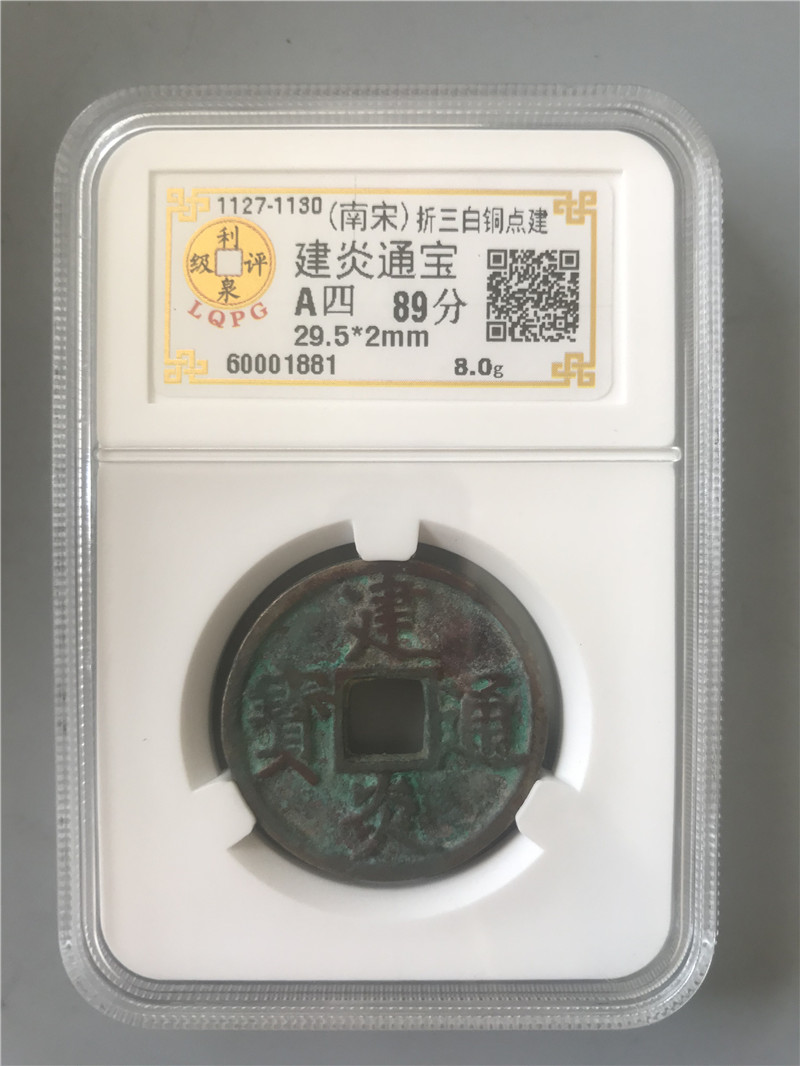 1127-1130 (南宋) 折三白铜点建
利泉评级
LQPG
建炎通宝
A四 89分
29.5*2mm
60001881 8.0g
建炎通寳